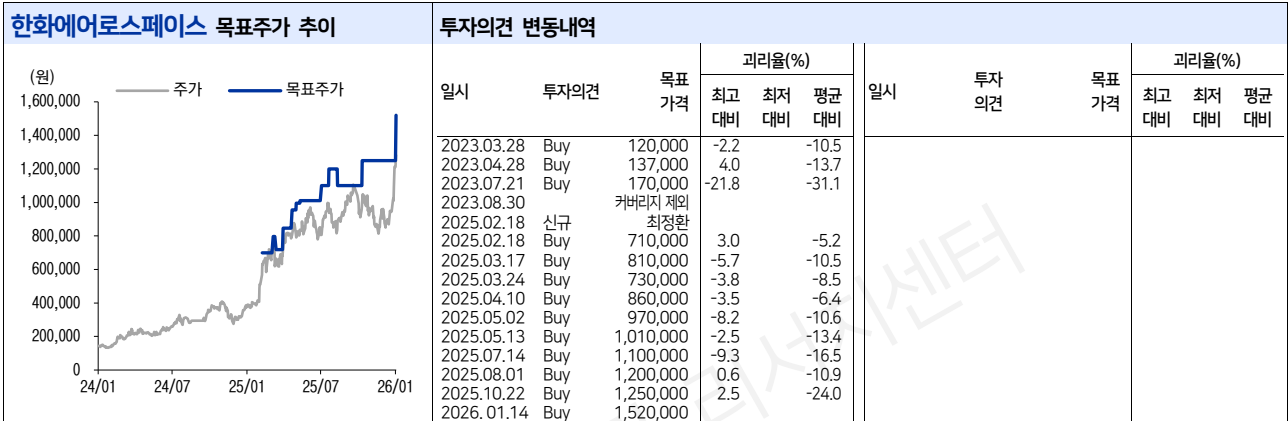 한화에어로스페이스 목표주가 추이
(원)
주가 목표주가
1,600,000
1,400,000
1,200,000
1,000,000
800,000
600,000
400,000
200,000
0
24/01 24/07 25/01 25/07 26/01
투자의견 변동내역
일시 투자의견 목표가격 괴리율(%)
최고대비 최저대비 평균대비
2023.03.28 Buy 120,000 -2.2 -10.5
2023.04.28 Buy 137,000 4.0 -13.7
2023.07.21 Buy 170,000 -21.8 -31.1
2023.08.30 커버리지 제외
2025.02.18 신규 최정환
2025.02.18 Buy 710,000 3.0 -5.2
2025.03.17 Buy 810,000 -5.7 -10.5
2025.03.24 Buy 730,000 -3.8 -8.5
2025.04.10 Buy 860,000 -3.5 -6.4
2025.05.02 Buy 970,000 -8.2 -10.6
2025.05.13 Buy 1,010,000 -2.5 -13.4
2025.07.14 Buy 1,100,000 -9.3 -16.5
2025.08.01 Buy 1,200,000 0.6 -10.9
2025.10.22 Buy 1,250,000 2.5 -24.0
2026.01.14 Buy 1,520,000
일시 투자의견 목표가격 괴리율(%)
최고대비 최저대비 평균대비
리서치센터